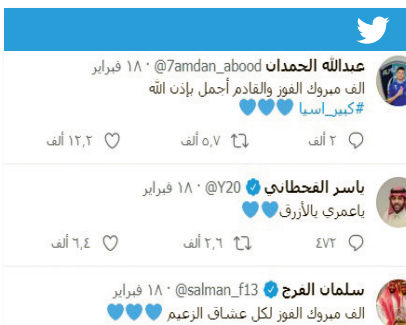 عبدالله الحمدان @7amdan_abood · ١٨ فبراير
الف مبروك الفوز والقادم أجمل بإذن الله
#كبير_اسيا 💙💙💙
٢ ألف ٥,٧ ألف ١٢,٢ ألف
ياسر القحطاني @Y20 · ١٨ فبراير
ياعمري يالأزرق💙💙
٤٧٢ ٢,٦ ألف ٦,٤ ألف
سلمان الفرج @salman_f13 · ١٨ فبراير
الف مبروك الفوز لكل عشاق الزعيم 💙💙💙